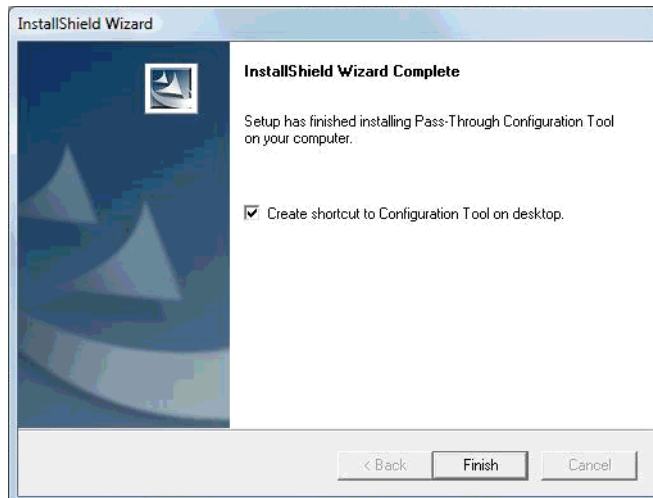 InstallShield Wizard
InstallShield Wizard Complete
Setup has finished installing Pass-Through Configuration Tool
on your computer.
Create shortcut to Configuration Tool on desktop.
< Back
Finish
Cancel